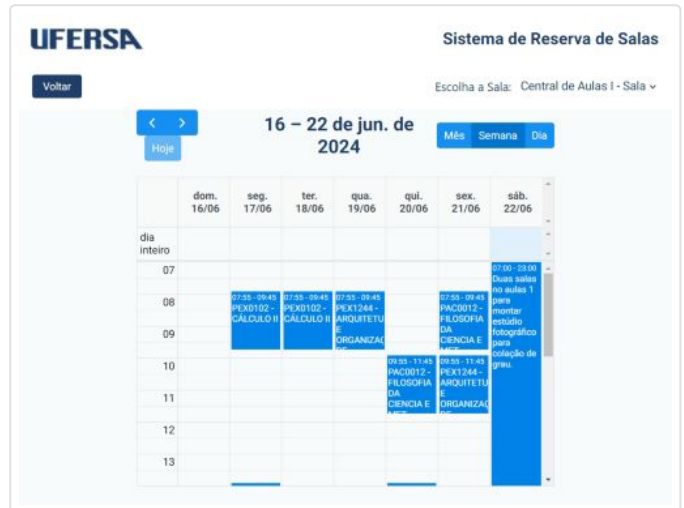 UFERSA
Sistema de Reserva de Salas
Voltar
Escolha a Sala: Central de Aulas I - Sala
Hoje
16 – 22 de jun. de
2024
Mês Semana Dia
dom. seg. ter. qua. qui. sex. sáb.
16/06 17/06 18/06 19/06 20/06 21/06 22/06
dia
inteiro
07
08
09
10
11
12
13
07:55 - 09:45
PEX0102 -
CÁLCULO II
07:55 - 09:45
PEX0102 -
CÁLCULO II
07:55 - 09:45
PEX1244 -
ARQUITETU
E
ORGANIZAÇ
DE
09:55 - 11:45
PAC0012 -
FILOSOFIA
DA
CIENCIA E
MET
07:55 - 09:45
PAC0012 -
FILOSOFIA
DA
CIENCIA E
MET
09:55 - 11:45
PEX1244 -
ARQUITETU
E
ORGANIZAÇ
DE
07:00 - 23:00
Duas salas
no aulas 1
para
montar
estúdio
fotográfico
para
colação de
grau.